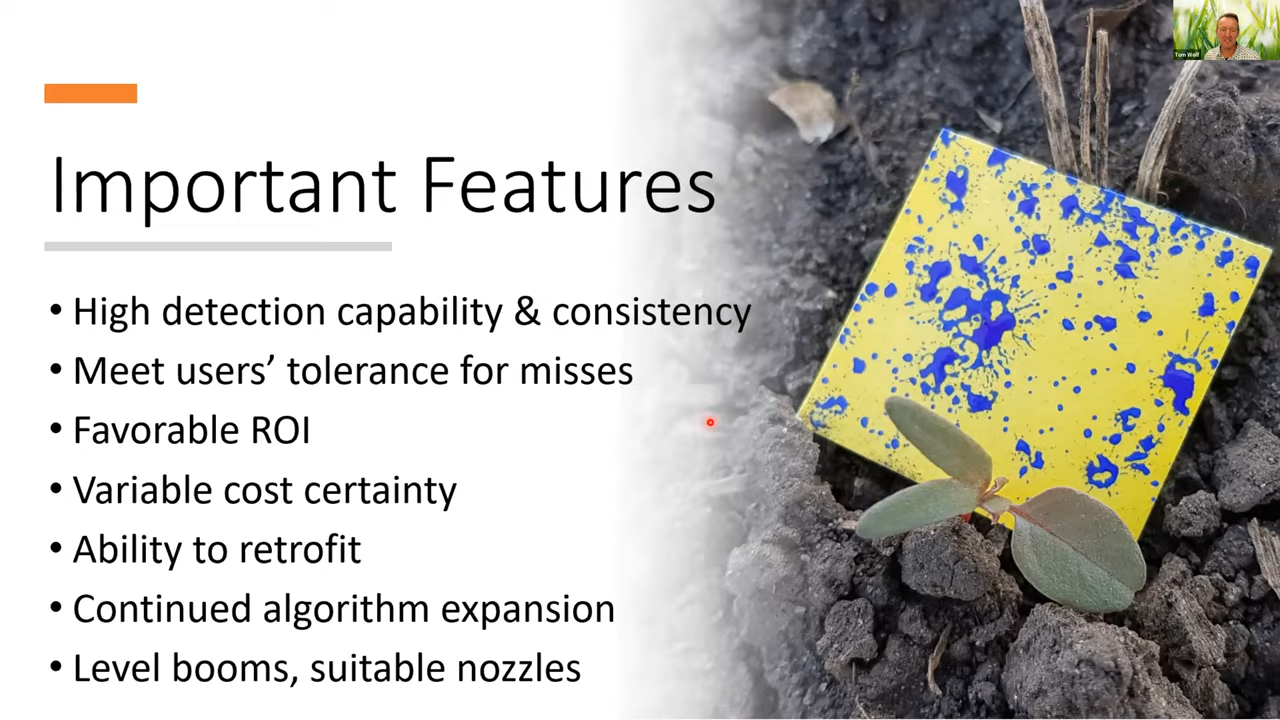 Tom Wolf
Important Features
• High detection capability & consistency
• Meet users’ tolerance for misses
• Favorable ROI
• Variable cost certainty
• Ability to retrofit
• Continued algorithm expansion
• Level booms, suitable nozzles